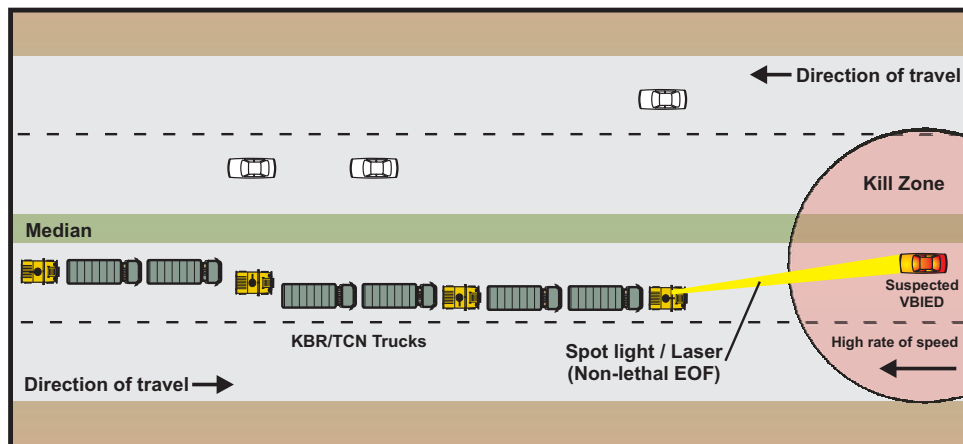 Direction of travel
Kill Zone
Median
Suspected
VBIED
KBR/TCN Trucks
High rate of speed
Spot light / Laser
(Non-lethal EOF)
Direction of travel